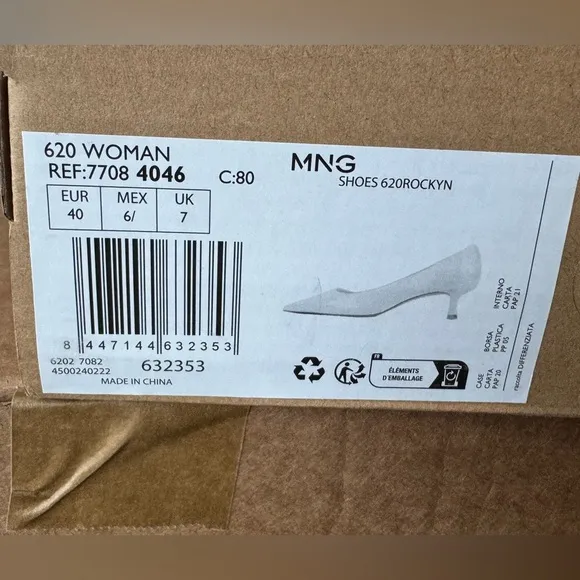 620 WOMAN
REF:7708 4046 C:80
EUR MEX UK
40 6/ 7
8 447144 632353
6202 7082
4500240222
632353
MADE IN CHINA
MNG
SHOES 620ROCKYN
FR
ÉLÉMENTS
D'EMBALLAGE
CASE
CARTA
PAP 20
BORSA
PLASTICA
PP 05
INTERNO
CARTA
PAP 21
raccolta DIFFERENZIATA